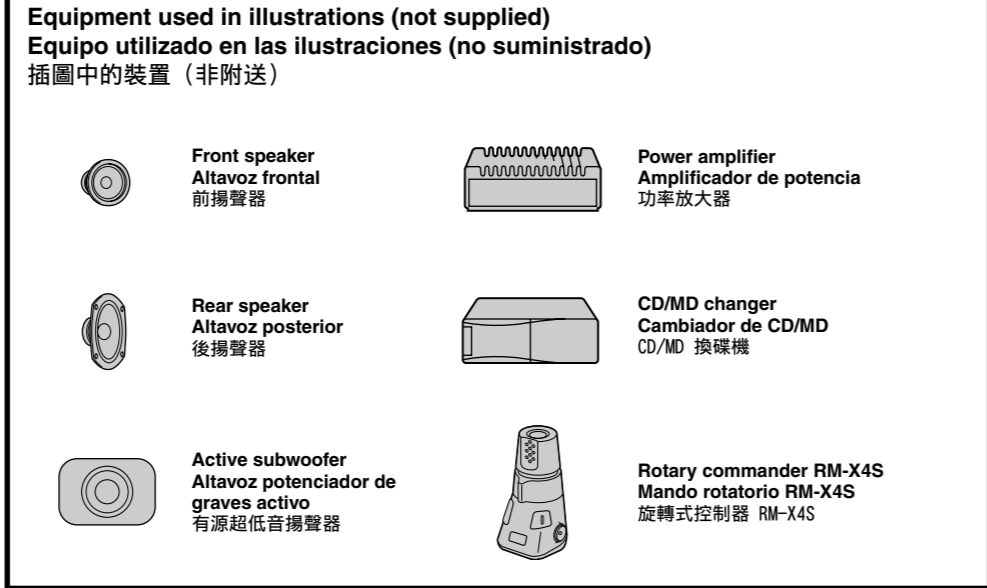 Equipment used in illustrations (not supplied)
Equipo utilizado en las ilustraciones (no suministrado)
插圖中的裝置（非附送）
Front speaker
Altavoz frontal
前揚聲器
Power amplifier
Amplificador de potencia
功率放大器
Rear speaker
Altavoz posterior
後揚聲器
CD/MD changer
Cambiador de CD/MD
CD/MD 換碟機
Active subwoofer
Altavoz potenciador de
graves activo
有源超低音揚聲器
Rotary commander RM-X4S
Mando rotatorio RM-X4S
旋轉式控制器 RM-X4S